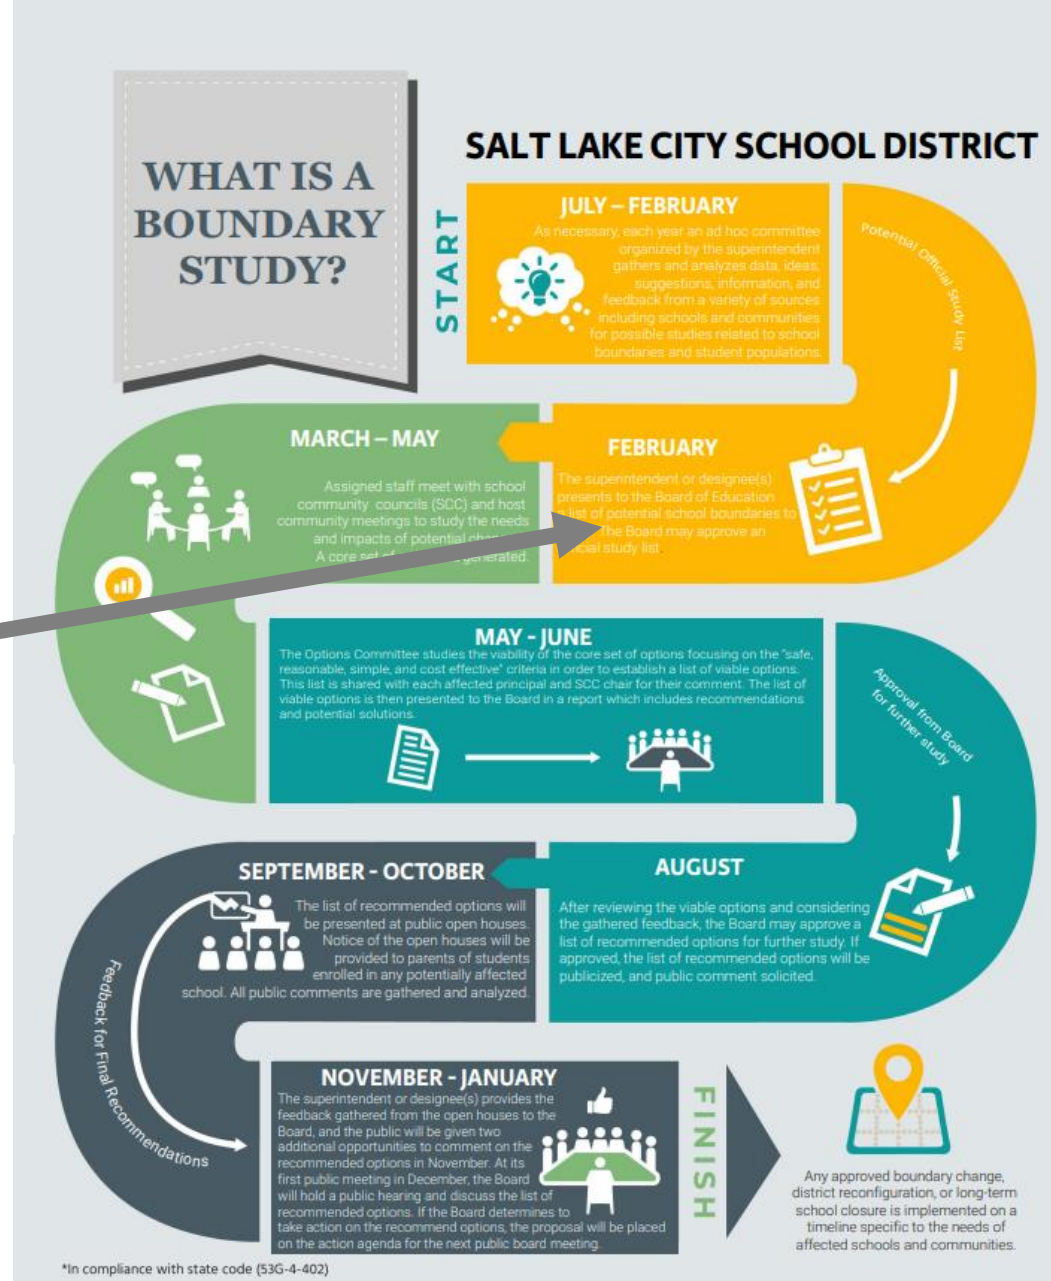 WHAT IS A
BOUNDARY
STUDY?
SALT LAKE CITY SCHOOL DISTRICT
START
JULY – FEBRUARY
As necessary, each year an ad hoc committee
organized by the superintendent
gathers and analyzes data, ideas,
suggestions, information, and
feedback from a variety of sources
including schools and communities
for possible studies related to school
boundaries and student populations.
Potential Official Study List
FEBRUARY
The superintendent or designee(s)
presents to the Board of Education
a list of potential school boundaries to
The Board may approve an
study list.
MARCH – MAY
Assigned staff meet with school
community councils (SCC) and host
community meetings to study the needs
and impacts of potential
A core set of generated.
MAY - JUNE
The Options Committee studies the viability of the core set of options focusing on the "safe,
reasonable, simple, and cost effective" criteria in order to establish a list of viable options.
This list is shared with each affected principal and SCC chair for their comment. The list of
viable options is then presented to the Board in a report which includes recommendations
and potential solutions.
Approval from Board
for further study
AUGUST
After reviewing the viable options and considering
the gathered feedback, the Board may approve a
list of recommended options for further study. If
approved, the list of recommended options will be
publicized, and public comment solicited.
SEPTEMBER - OCTOBER
The list of recommended options will
be presented at public open houses.
Notice of the open houses will be
provided to parents of students
enrolled in any potentially affected
school. All public comments are gathered and analyzed.
Feedback for Final Recommendations
NOVEMBER - JANUARY
The superintendent or designee(s) provides the
feedback gathered from the open houses to the
Board, and the public will be given two
additional opportunities to comment on the
recommended options in November. At its
first public meeting in December, the Board
will hold a public hearing and discuss the list of
recommended options. If the Board determines to
take action on the recommend options, the proposal will be placed
on the action agenda for the next public board meeting.
FINISH
Any approved boundary change,
district reconfiguration, or long-term
school closure is implemented on a
timeline specific to the needs of
affected schools and communities.
*In compliance with state code (53G-4-402)